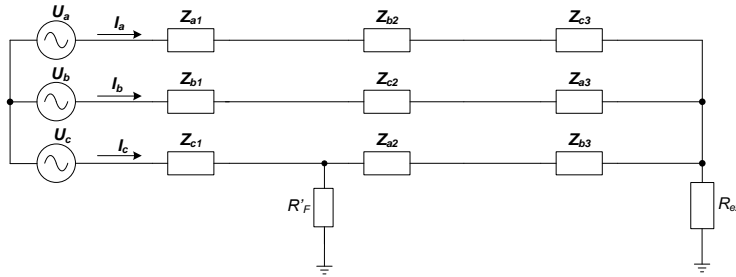 Ua
Ia Za1 Zb2 Zc3
Ub
Ib Zb1 Zc2 Za3
Uc
Ic Zc1 Za2 Zb3
R'F
Re